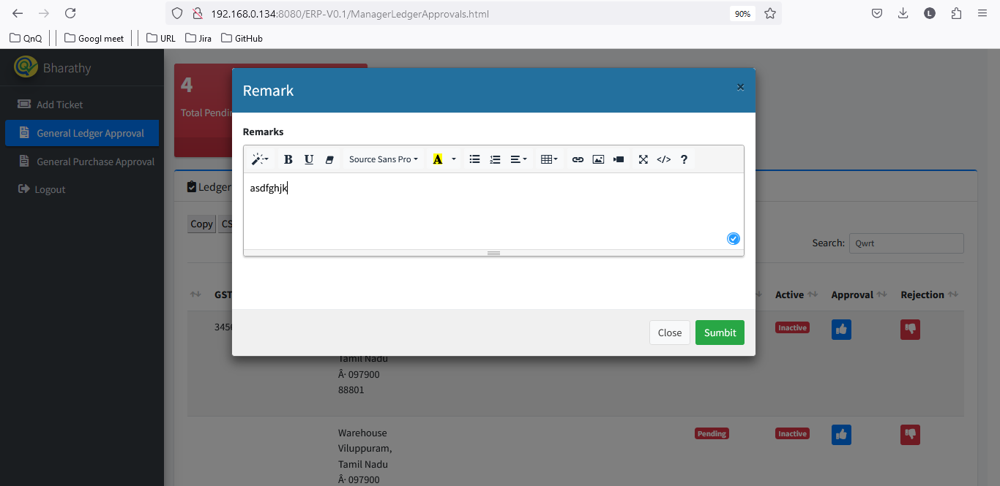 192.168.0.134:8080/ERP-V0.1/ManagerLedgerApprovals.html
90%
L
QnQ
Googl meet
URL
Jira
GitHub
Bharathy
Add Ticket
General Ledger Approval
General Purchase Approval
Logout
4
Total Pendin
Remark
×
Remarks
B U Source Sans Pro A </> ?
asdfghjk
Close
Sumbit
Ledger
Copy
CS
Search: Qwrt
GST
Active
Approval
Rejection
3456
Inactive
Tamil Nadu
Â· 097900
88801
Warehouse
Viluppuram,
Tamil Nadu
Â· 097900
Pending
Inactive